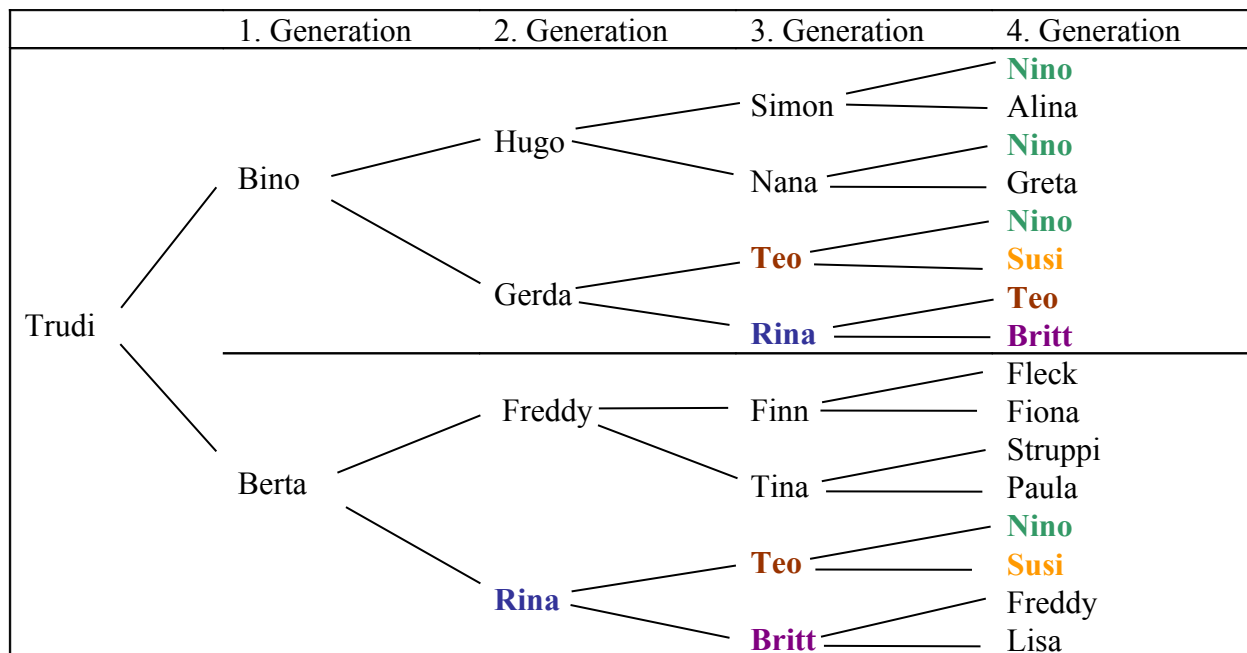 1. Generation 2. Generation 3. Generation 4. Generation
Nino
Simon
Alina
Hugo
Nino
Bino
Nana
Greta
Nino
Teo
Susi
Gerda
Teo
Trudi
Rina
Britt
Fleck
Freddy
Finn
Fiona
Struppi
Berta
Tina
Paula
Nino
Teo
Susi
Rina
Freddy
Britt
Lisa